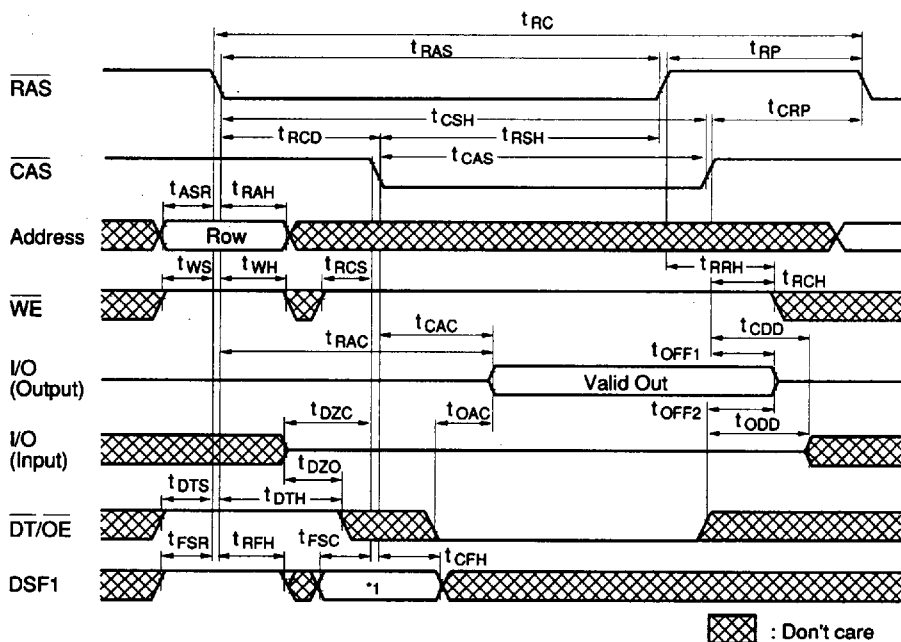 tRC
tRAS tRP
RAS
tCSH tCRP
tRCD tRSH
CAS
tCAS
tASR tRAH
Address Row
tWS tWH tRCS tRRH tRCH
WE
tCAC tCDD
tRAC tOFF1
I/O
(Output) Valid Out
tDZC tOAC tOFF2 tODD
I/O
(Input)
tDZO
tDTS tDTH
DT/OE
tFSR tRFH tFSC tCFH
DSF1 *1
: Don't care